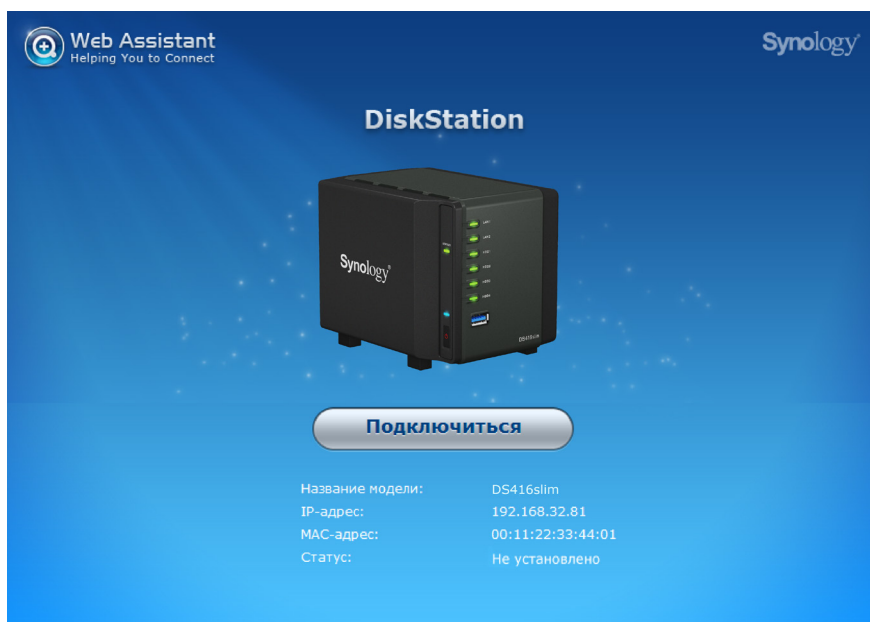 Web Assistant
Helping You to Connect
Synology
DiskStation
Synology
DS416slim
Подключиться
Название модели: DS416slim
IP-адрес: 192.168.32.81
MAC-адрес: 00:11:22:33:44:01
Статус: Не установлено